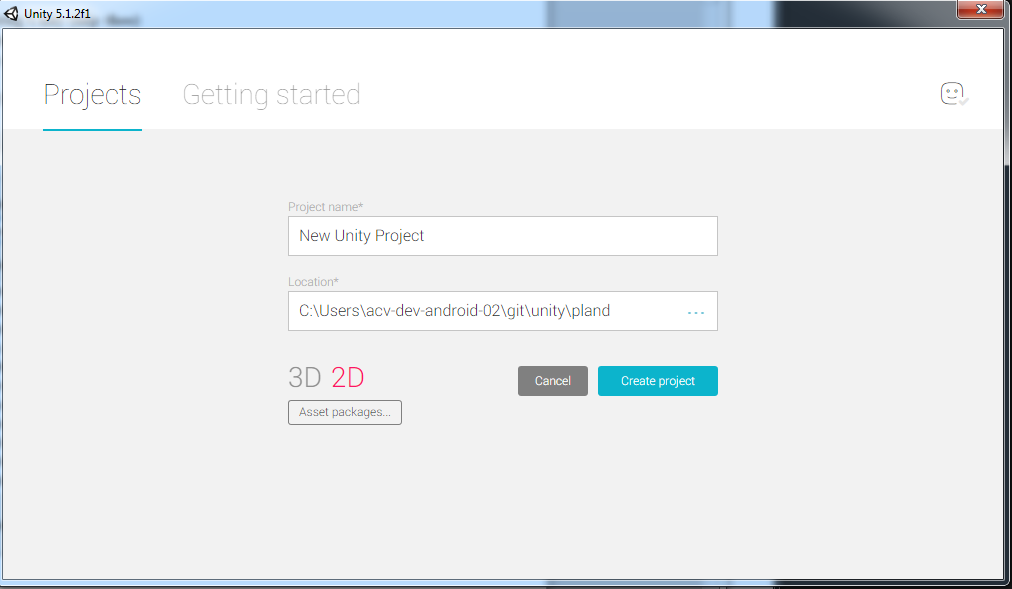 Unity 5.1.2f1
Projects Getting started
Project name*
New Unity Project
Location*
C:\Users\acv-dev-android-02\git\unity\pland ...
3D 2D Cancel Create project
Asset packages...